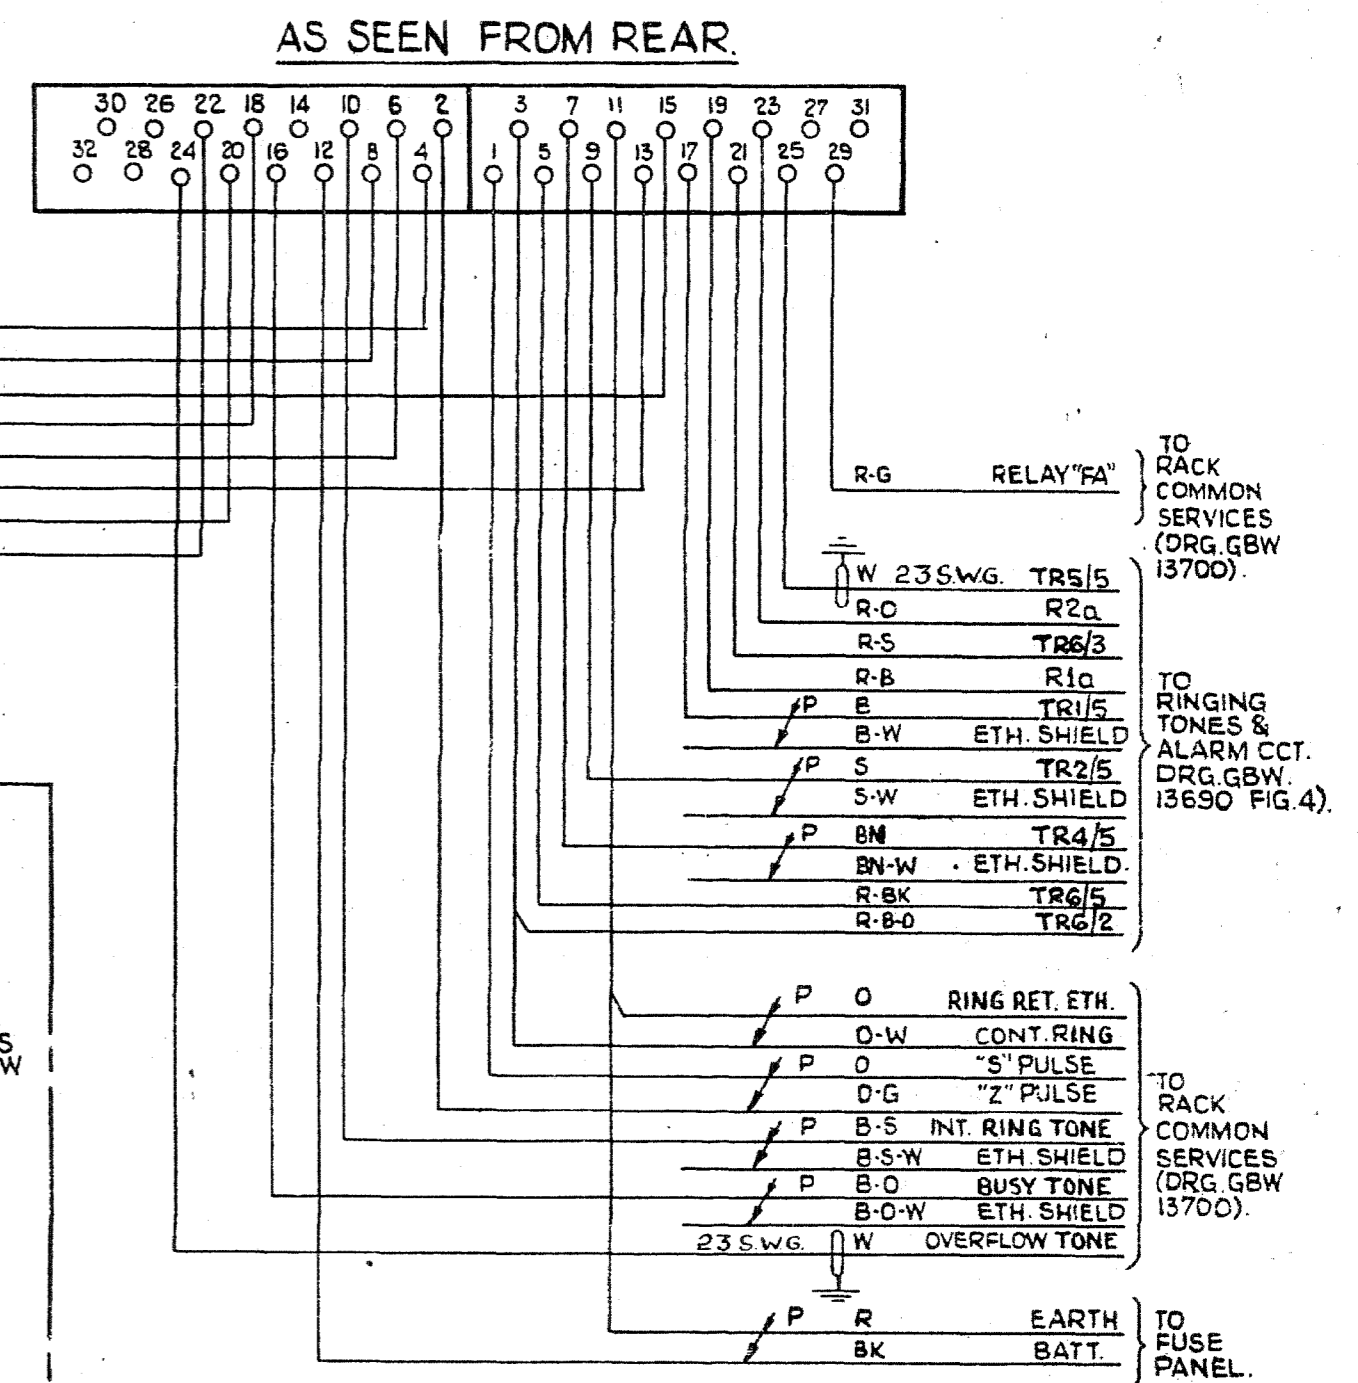 AS SEEN FROM REAR.
30 26 22 18 14 10 6 2 3 7 11 15 19 23 27 31
32 28 24 20 16 12 8 4 1 5 9 13 17 21 25 29
R-G RELAY "FA"
TO
RACK
COMMON
SERVICES
(DRG.GBW
13700).
W 23 S.W.G. TR5/5
R-O R2a
R-S TR6/3
R-B R1a
P B TR1/5
B-W ETH. SHIELD
P S TR2/5
S-W ETH. SHIELD
P BN TR4/5
BN-W ETH. SHIELD.
R-BK TR6/5
R-B-O TR6/2
TO
RINGING
TONES &
ALARM CCT.
DRG.GBW.
13690 FIG.4).
P O RING RET. ETH.
O-W CONT. RING
P O "S" PULSE
O-G "Z" PULSE
P B-S INT. RING TONE
B-S-W ETH. SHIELD
P B-O BUSY TONE
B-O-W ETH. SHIELD
23 S.W.G. W OVERFLOW TONE
TO
RACK
COMMON
SERVICES
(DRG.GBW
13700).
P R EARTH
BK BATT.
TO
FUSE
PANEL.
S
W